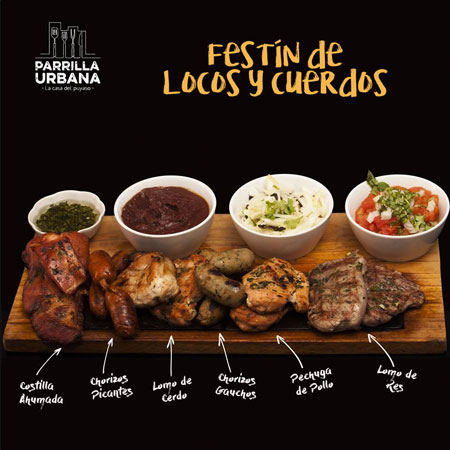 PARRILLA
URBANA
- La casa del puyaso -
FESTÍN DE
LOCOS Y CUERDOS
Costilla
Ahumada
Chorizos
Picantes
Lomo de
Cerdo
Chorizos
Gauchos
Pechuga
de Pollo
Lomo de
Res